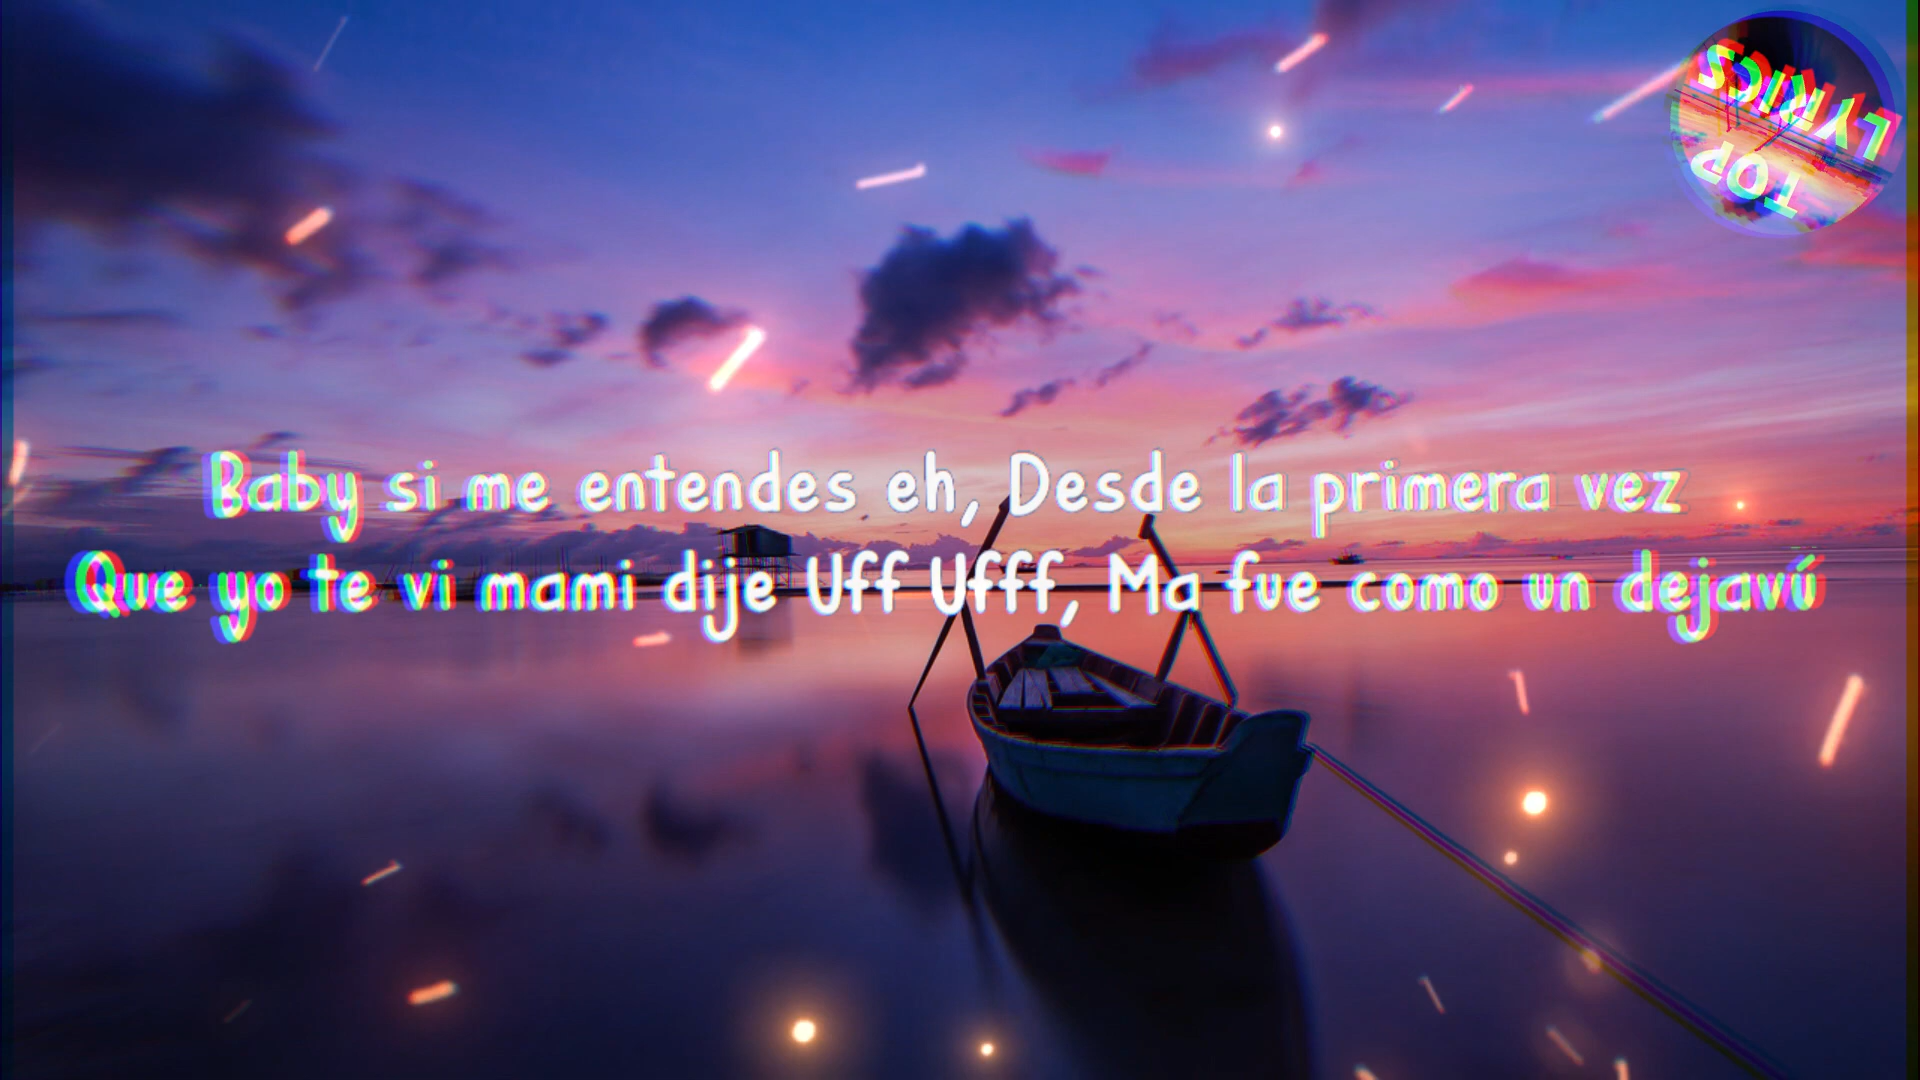 TOP
LYRICS
Baby si me entendes eh, Desde la primera vez
Que yo te vi mami dije Uff Ufff, Ma fue como un dejavú